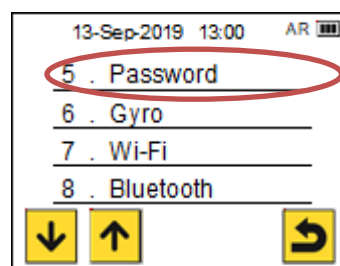 13-Sep-2019 13:00 AR
5 . Password
6 . Gyro
7 . Wi-Fi
8 . Bluetooth